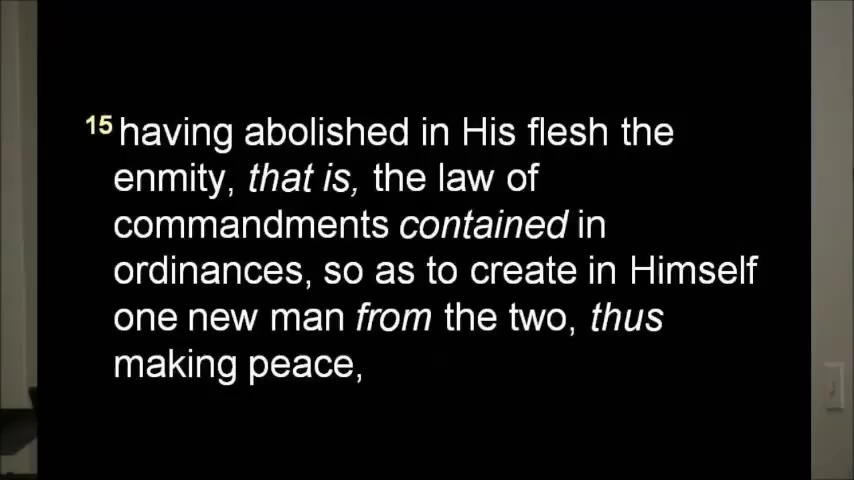 15 having abolished in His flesh the
enmity, that is, the law of
commandments contained in
ordinances, so as to create in Himself
one new man from the two, thus
making peace,